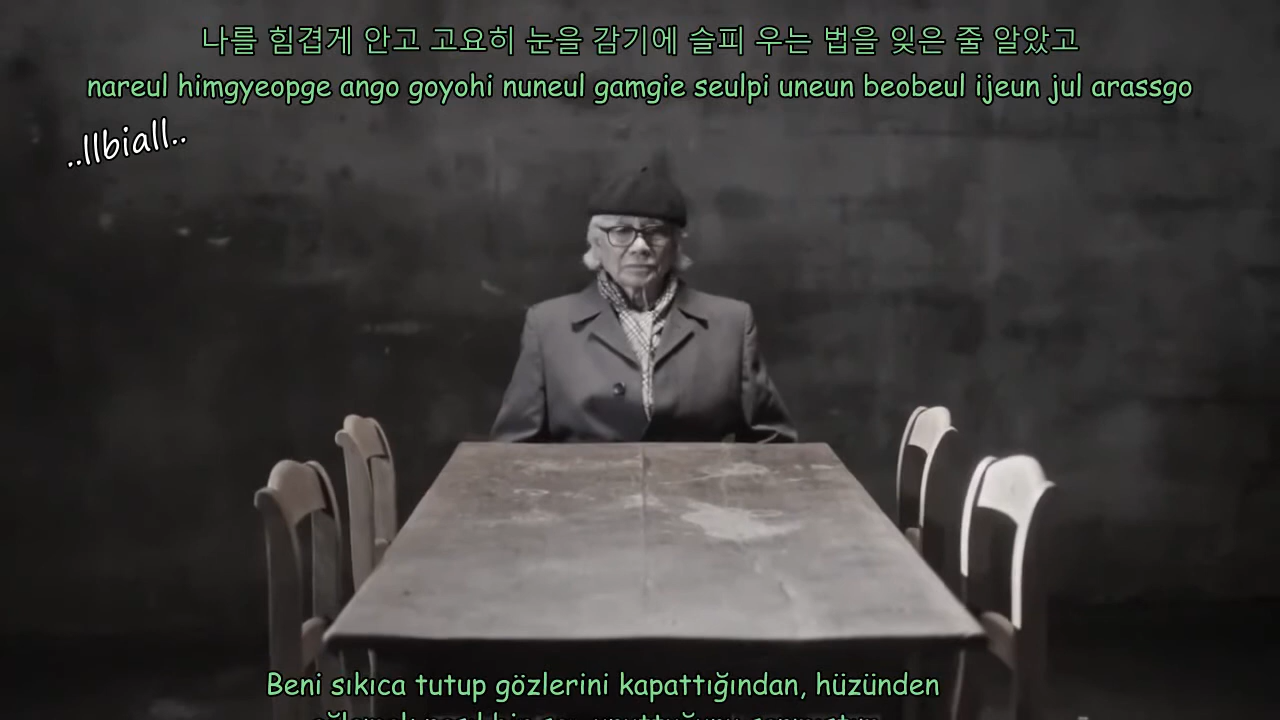 나를 힘겹게 안고 고요히 눈을 감기에 슬피 우는 법을 잊은 줄 알았고
nareul himgyeopge ango goyohi nuneul gamgie seulpi uneun beobeul ijeun jul arassgo
..llbiall..
Beni sıkıca tutup gözlerini kapattığından, hüzünden